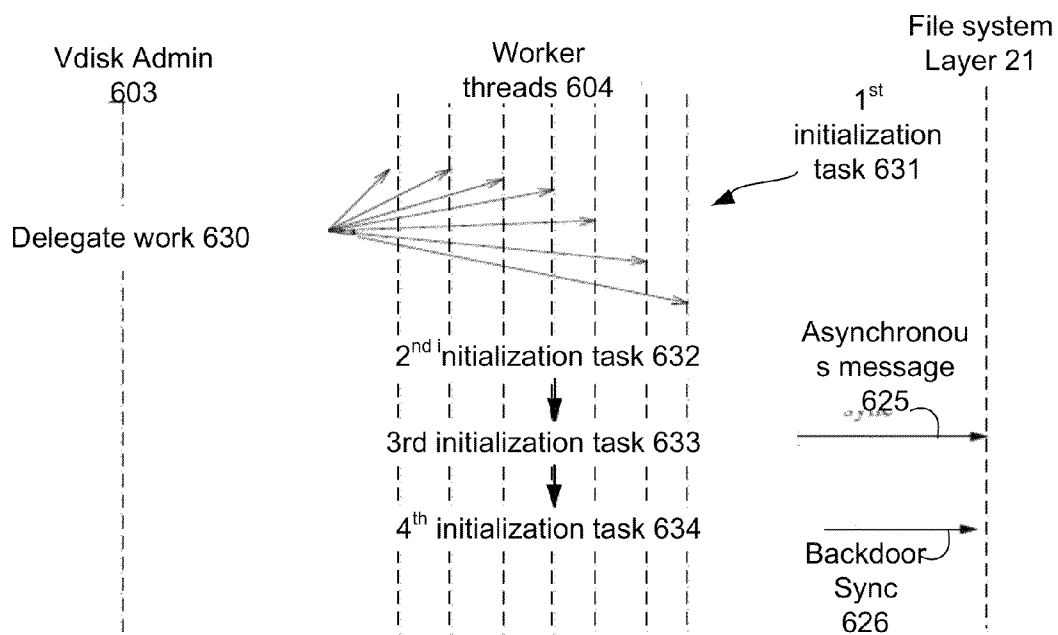 Vdisk Admin
603
Worker
threads 604
File system
Layer 21
1st
initialization
task 631
Delegate work 630
2nd initialization task 632
Asynchronou
s message
625
3rd initialization task 633
4th initialization task 634
Backdoor
Sync
626